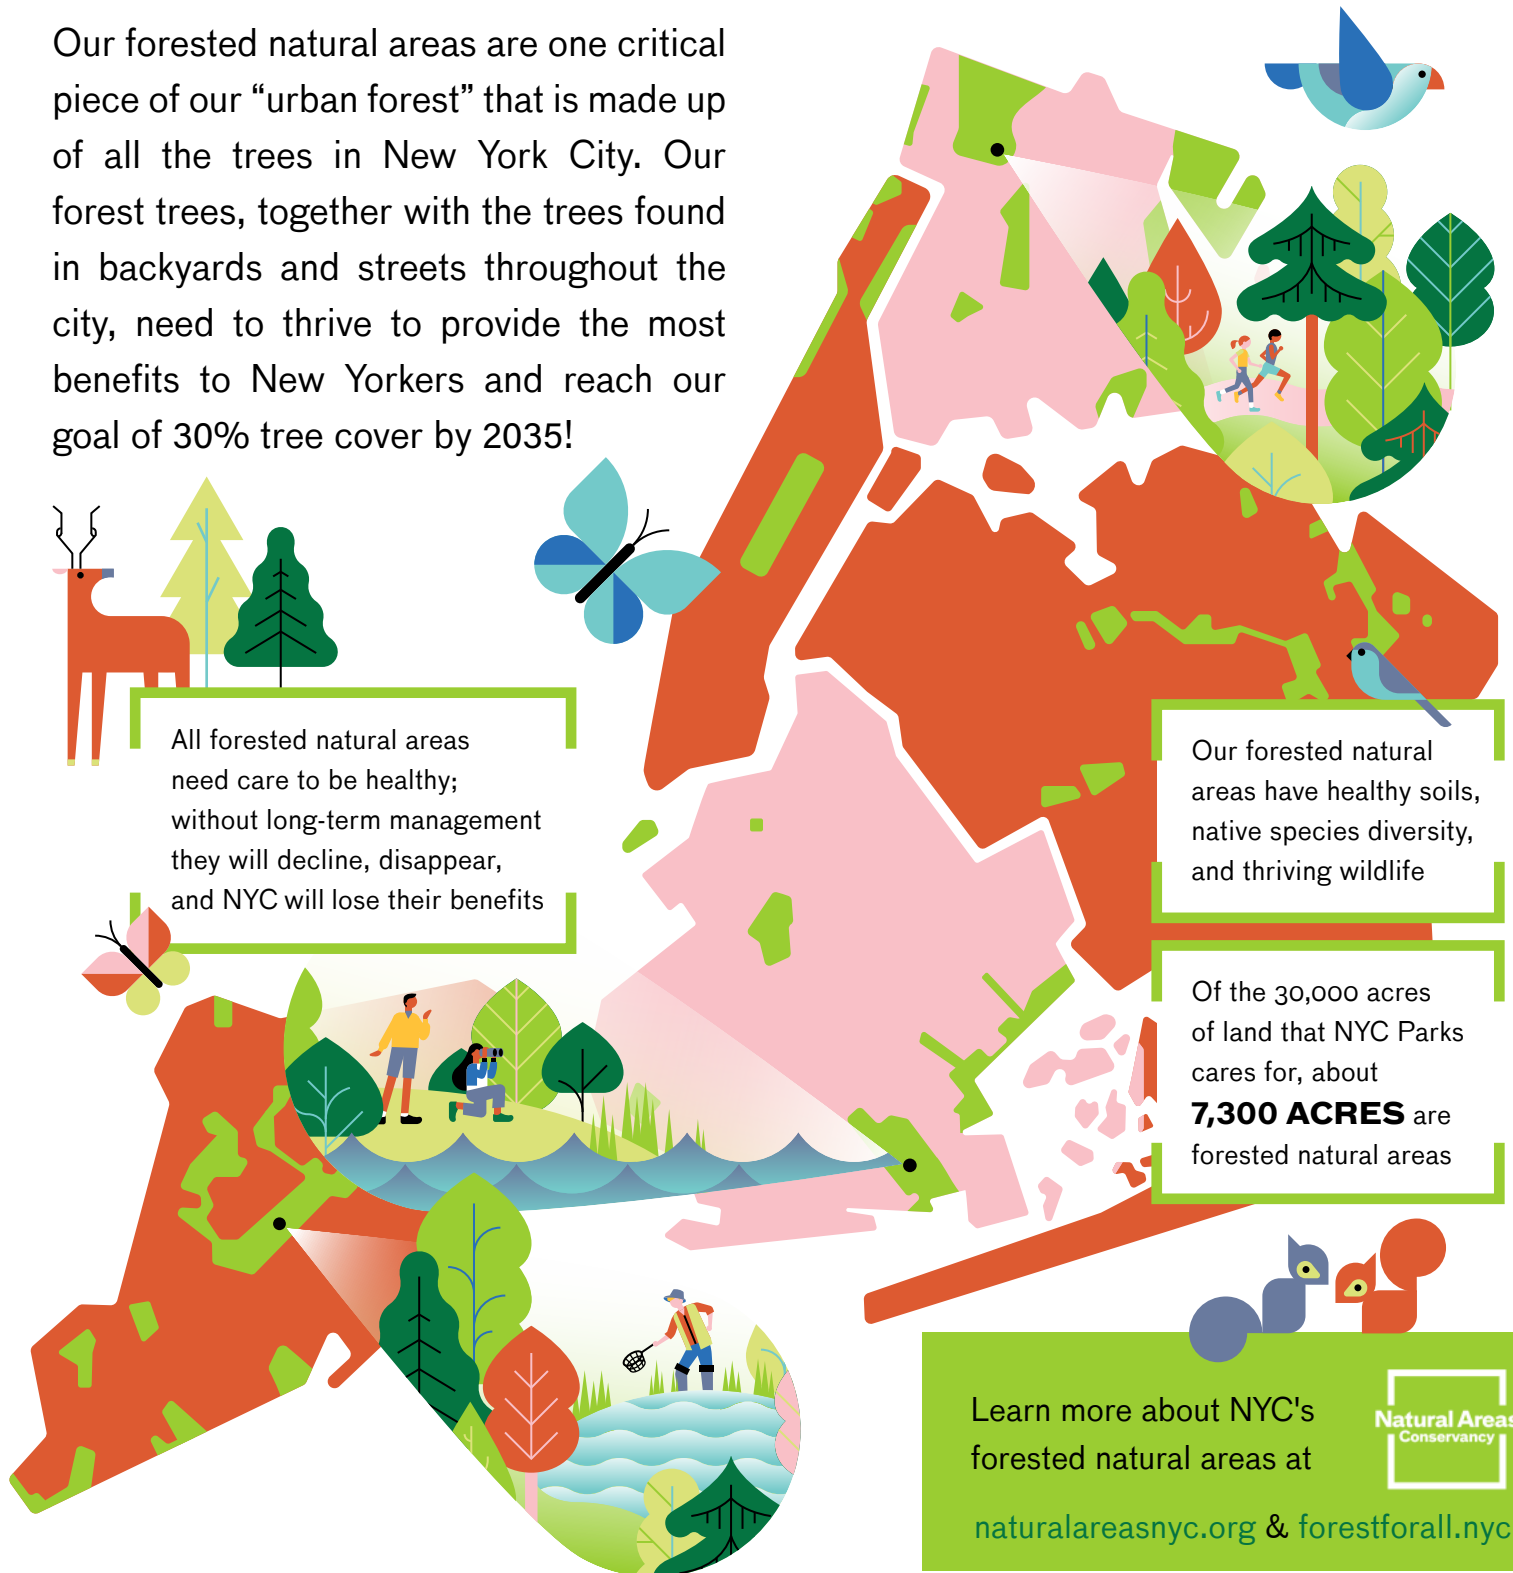 Our forested natural areas are one critical
piece of our “urban forest” that is made up
of all the trees in New York City. Our
forest trees, together with the trees found
in backyards and streets throughout the
city, need to thrive to provide the most
benefits to New Yorkers and reach our
goal of 30% tree cover by 2035!
All forested natural areas
need care to be healthy;
without long-term management
they will decline, disappear,
and NYC will lose their benefits
Our forested natural
areas have healthy soils,
native species diversity,
and thriving wildlife
Of the 30,000 acres
of land that NYC Parks
cares for, about
7,300 ACRES are
forested natural areas
Learn more about NYC's
forested natural areas at
naturalareasnyc.org & forestforall.nyc
Natural Areas
Conservancy